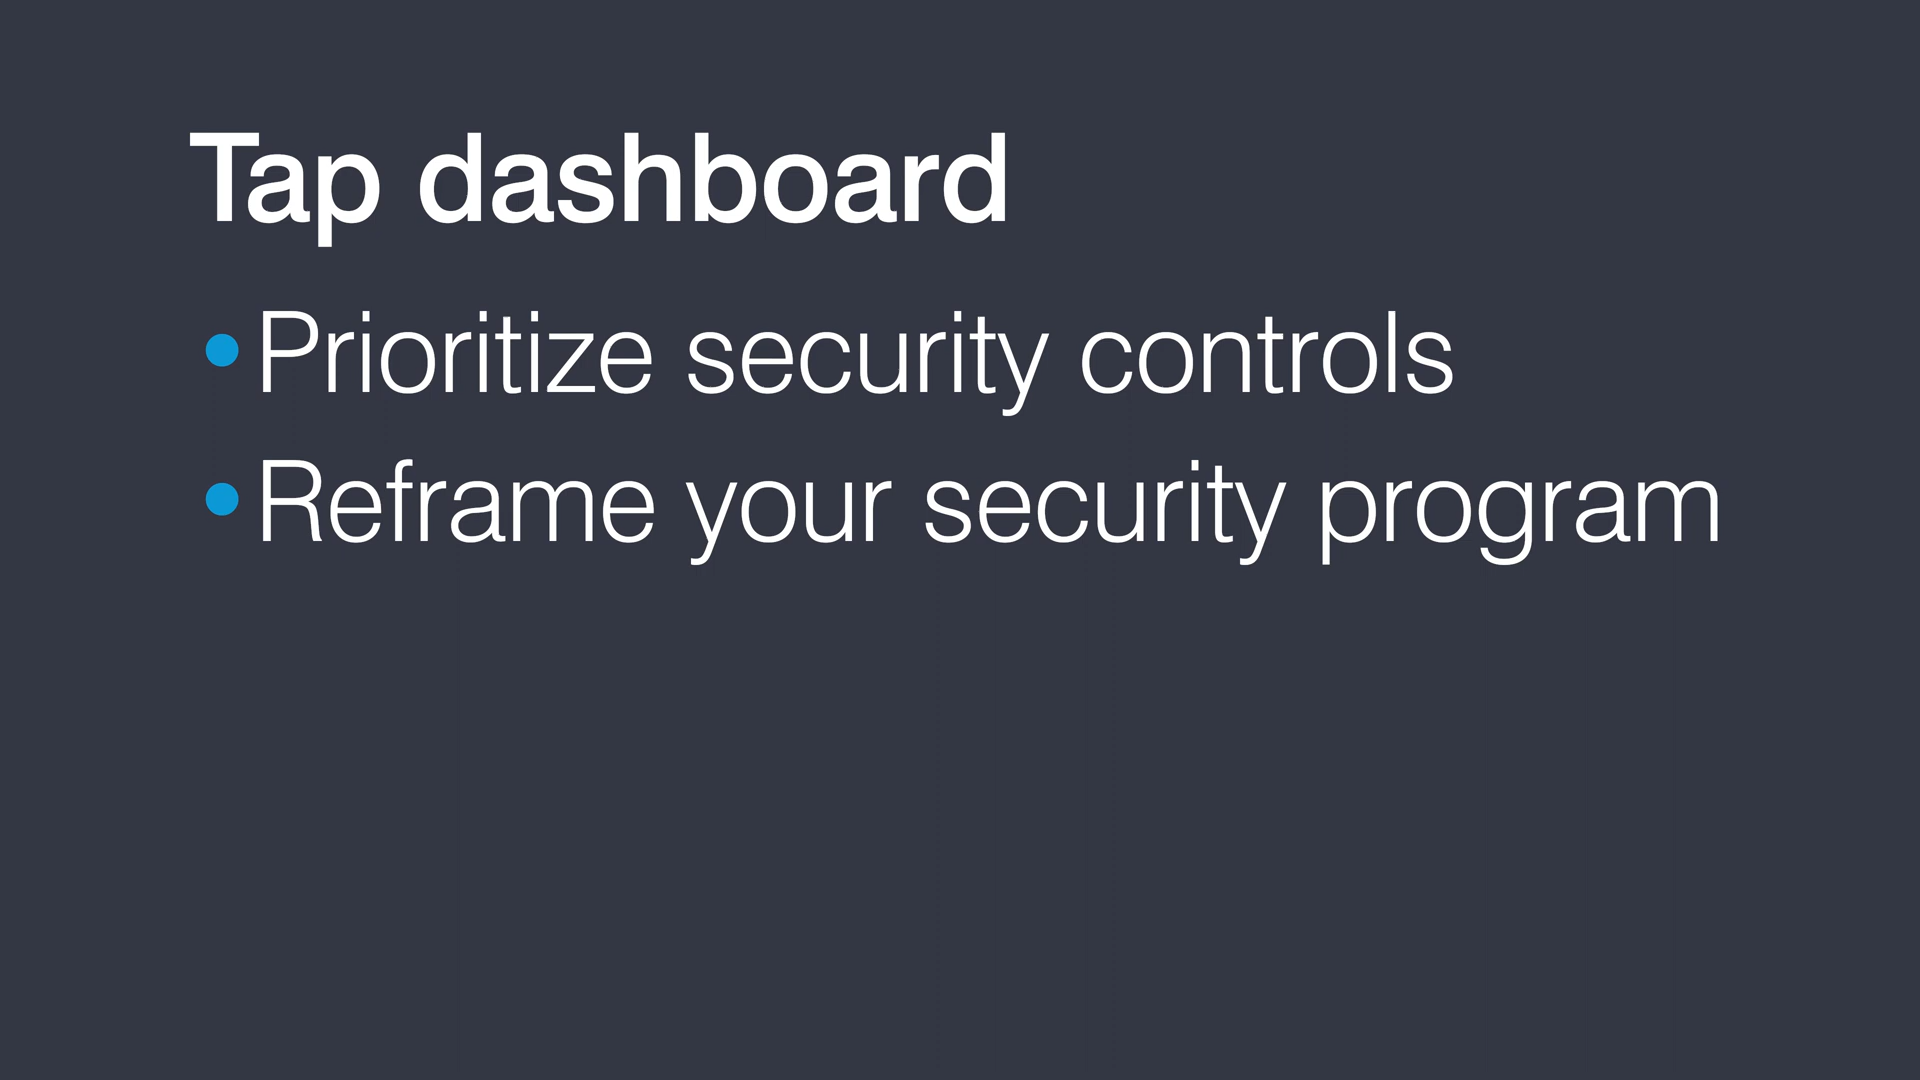 Tap dashboard
• Prioritize security controls
• Reframe your security program